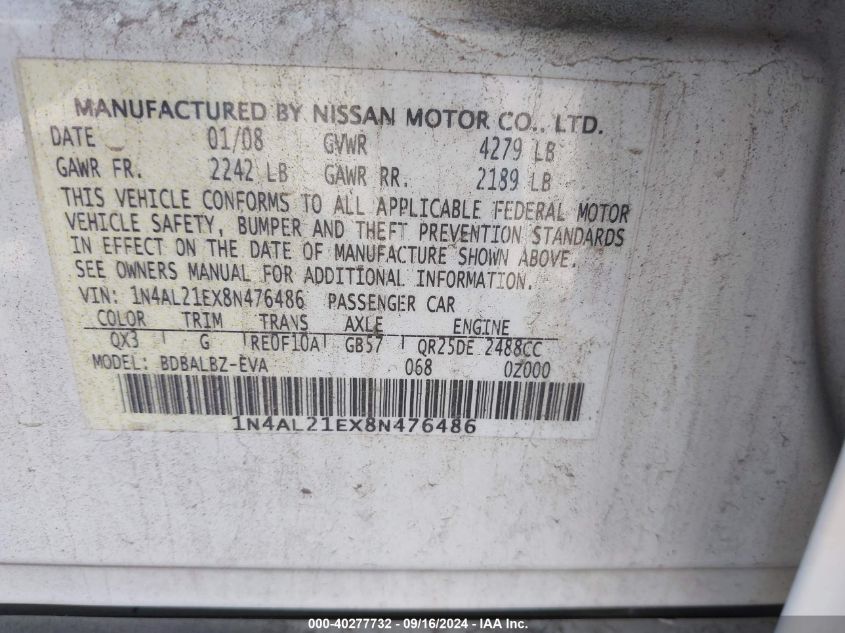 MANUFACTURED BY NISSAN MOTOR CO., LTD.
DATE 01/08 GVWR 4279 LB
GAWR FR. 2242 LB GAWR RR. 2189 LB
THIS VEHICLE CONFORMS TO ALL APPLICABLE FEDERAL MOTOR
VEHICLE SAFETY, BUMPER AND THEFT PREVENTION STANDARDS
IN EFFECT ON THE DATE OF MANUFACTURE SHOWN ABOVE.
SEE OWNERS MANUAL FOR ADDITIONAL INFORMATION.
VIN: 1N4AL21EX8N476486 PASSENGER CAR
COLOR TRIM TRANS AXLE ENGINE
QX3 G RE0F10A GB57 QR25DE 2488CC
MODEL: BDBALBZ-EVA 068 0Z000
1N4AL21EX8N476486
000-40277732 - 09/16/2024 - IAA Inc.